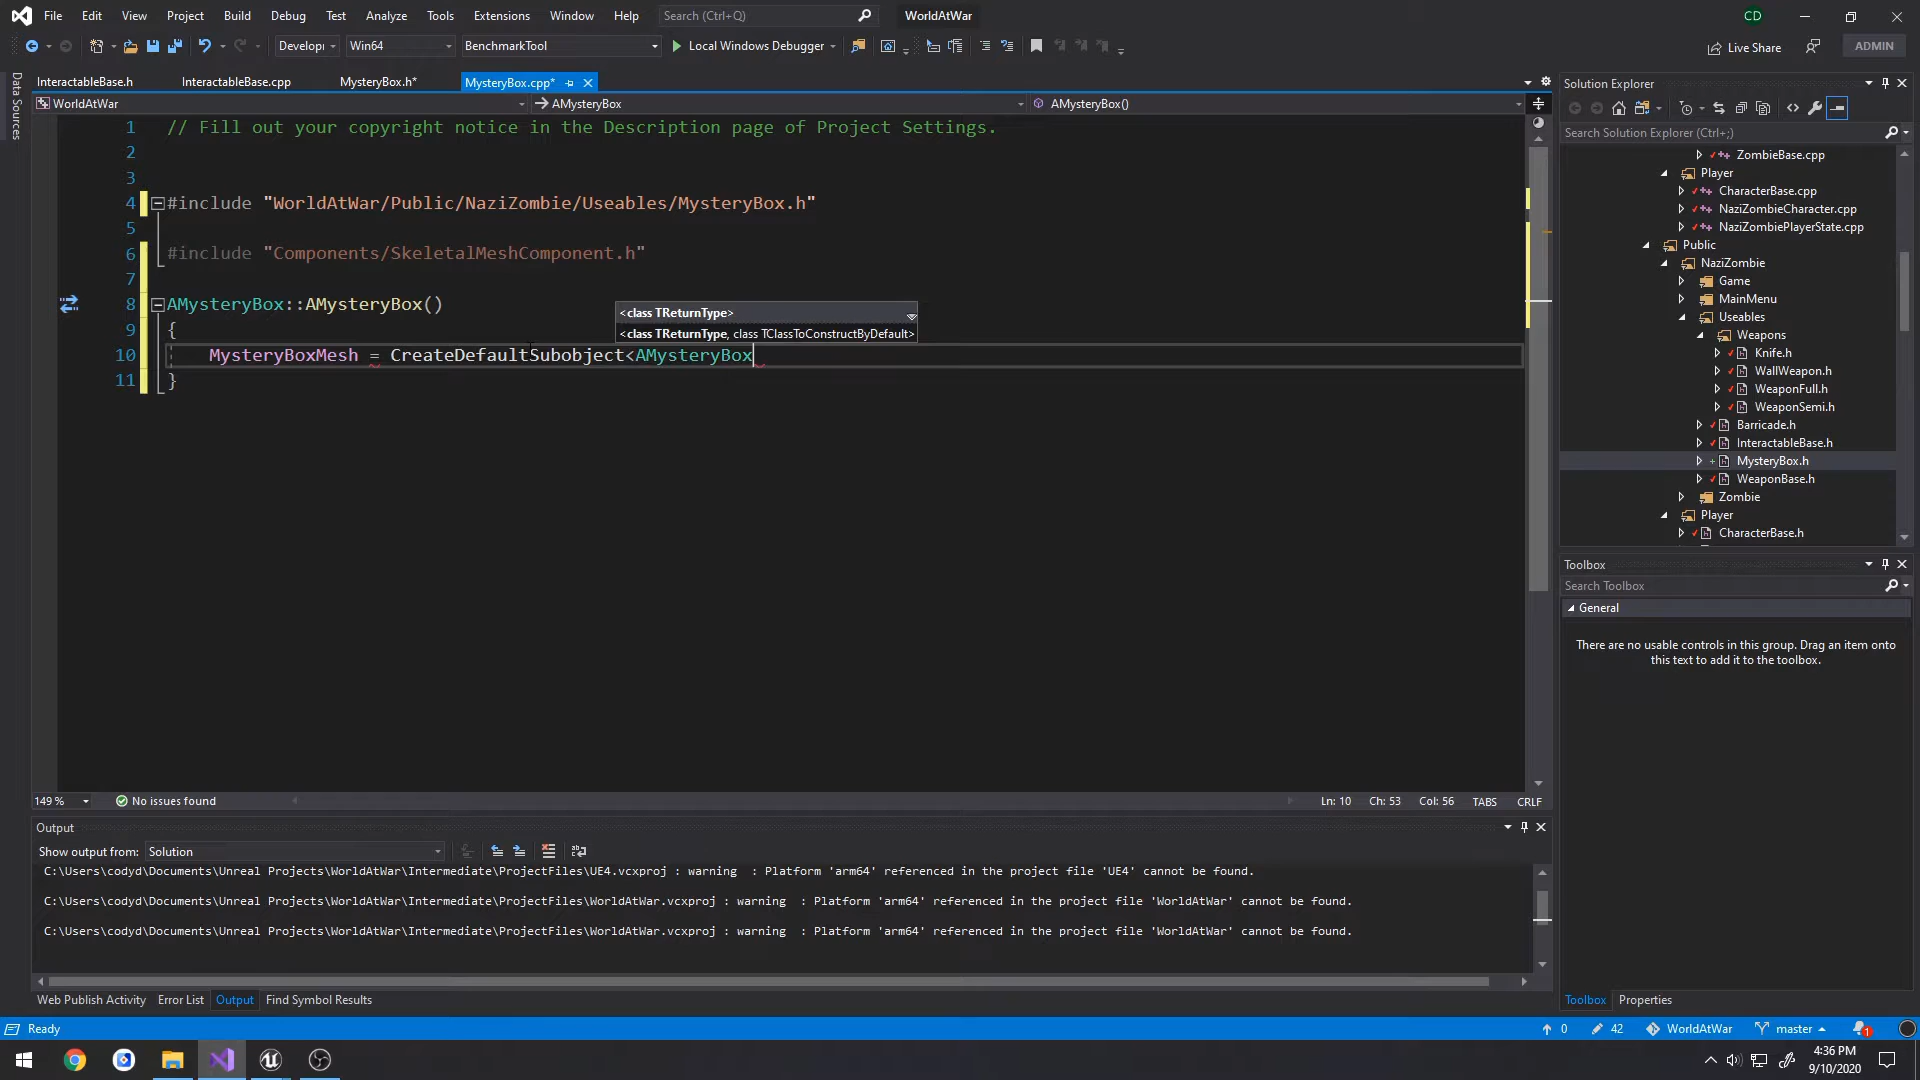 File Edit View Project Build Debug Test Analyze Tools Extensions Window Help Search (Ctrl+Q) WorldAtWar CD
Develop Win64 BenchmarkTool Local Windows Debugger Live Share ADMIN
Data Sources
InteractableBase.h InteractableBase.cpp MysteryBox.h* MysteryBox.cpp*
WorldAtWar AMysteryBox AMysteryBox()
1 // Fill out your copyright notice in the Description page of Project Settings.
2
3
4 #include "WorldAtWar/Public/NaziZombie/Useables/MysteryBox.h"
5
6 #include "Components/SkeletalMeshComponent.h"
7
8 AMysteryBox::AMysteryBox()
<class TReturnType>
9 {
<class TReturnType, class TClassToConstructByDefault>
10 MysteryBoxMesh = CreateDefaultSubobject<AMysteryBox
11 }
149 % No issues found Ln: 10 Ch: 53 Col: 56 TABS CRLF
Output
Show output from: Solution
C:\Users\codyd\Documents\Unreal Projects\WorldAtWar\Intermediate\ProjectFiles\UE4.vcxproj : warning : Platform 'arm64' referenced in the project file 'UE4' cannot be found.
C:\Users\codyd\Documents\Unreal Projects\WorldAtWar\Intermediate\ProjectFiles\WorldAtWar.vcxproj : warning : Platform 'arm64' referenced in the project file 'WorldAtWar' cannot be found.
C:\Users\codyd\Documents\Unreal Projects\WorldAtWar\Intermediate\ProjectFiles\WorldAtWar.vcxproj : warning : Platform 'arm64' referenced in the project file 'WorldAtWar' cannot be found.
Web Publish Activity Error List Output Find Symbol Results
Solution Explorer
Search Solution Explorer (Ctrl+;)
ZombieBase.cpp
Player
CharacterBase.cpp
NaziZombieCharacter.cpp
NaziZombiePlayerState.cpp
Public
NaziZombie
Game
MainMenu
Useables
Weapons
Knife.h
WallWeapon.h
WeaponFull.h
WeaponSemi.h
Barricade.h
InteractableBase.h
MysteryBox.h
WeaponBase.h
Zombie
Player
CharacterBase.h
Toolbox
Search Toolbox
General
There are no usable controls in this group. Drag an item onto
this text to add it to the toolbox.
Toolbox Properties
Ready 0 42 WorldAtWar master 1
4:36 PM
9/10/2020